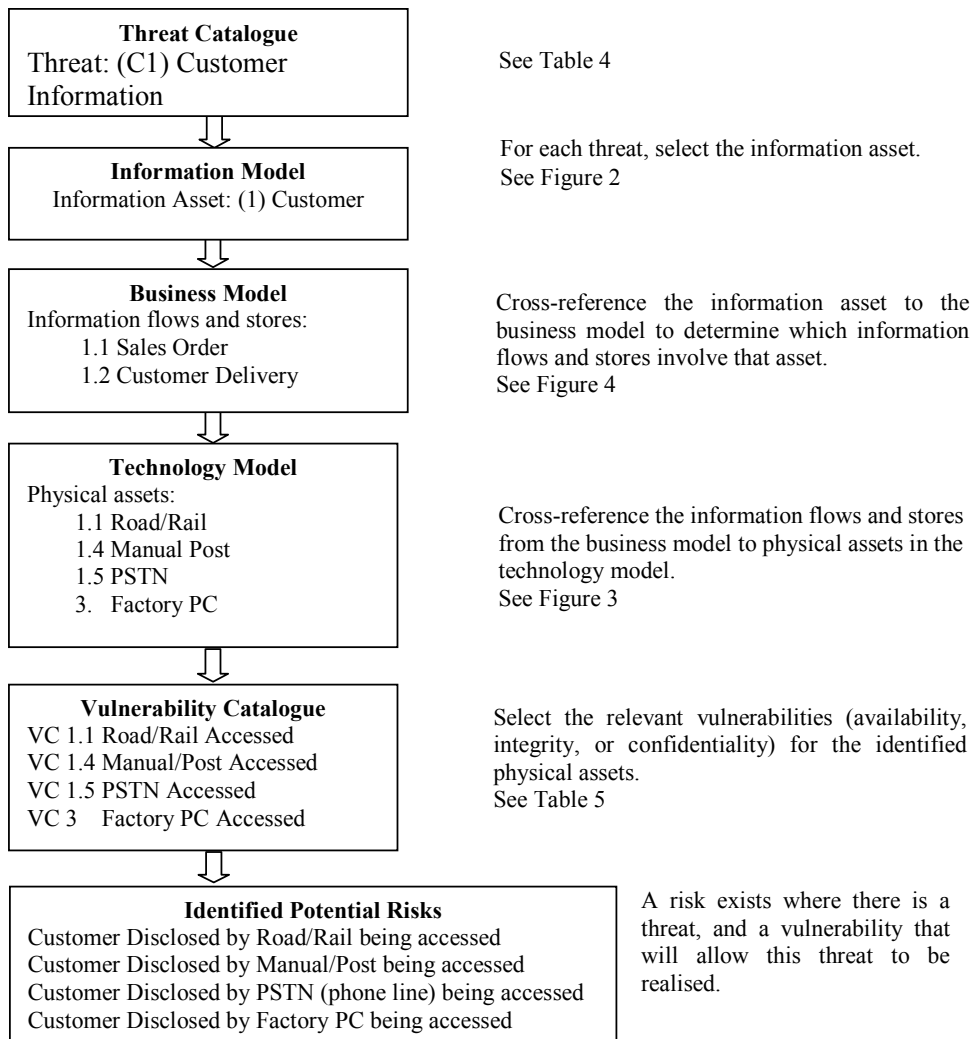 Threat Catalogue
Threat: (C1) Customer
Information
See Table 4
Information Model
Information Asset: (1) Customer
For each threat, select the information asset.
See Figure 2
Business Model
Information flows and stores:
1.1 Sales Order
1.2 Customer Delivery
Cross-reference the information asset to the
business model to determine which information
flows and stores involve that asset.
See Figure 4
Technology Model
Physical assets:
1.1 Road/Rail
1.4 Manual Post
1.5 PSTN
3. Factory PC
Cross-reference the information flows and stores
from the business model to physical assets in the
technology model.
See Figure 3
Vulnerability Catalogue
VC 1.1 Road/Rail Accessed
VC 1.4 Manual/Post Accessed
VC 1.5 PSTN Accessed
VC 3 Factory PC Accessed
Select the relevant vulnerabilities (availability,
integrity, or confidentiality) for the identified
physical assets.
See Table 5
Identified Potential Risks
Customer Disclosed by Road/Rail being accessed
Customer Disclosed by Manual/Post being accessed
Customer Disclosed by PSTN (phone line) being accessed
Customer Disclosed by Factory PC being accessed
A risk exists where there is a
threat, and a vulnerability that
will allow this threat to be
realised.